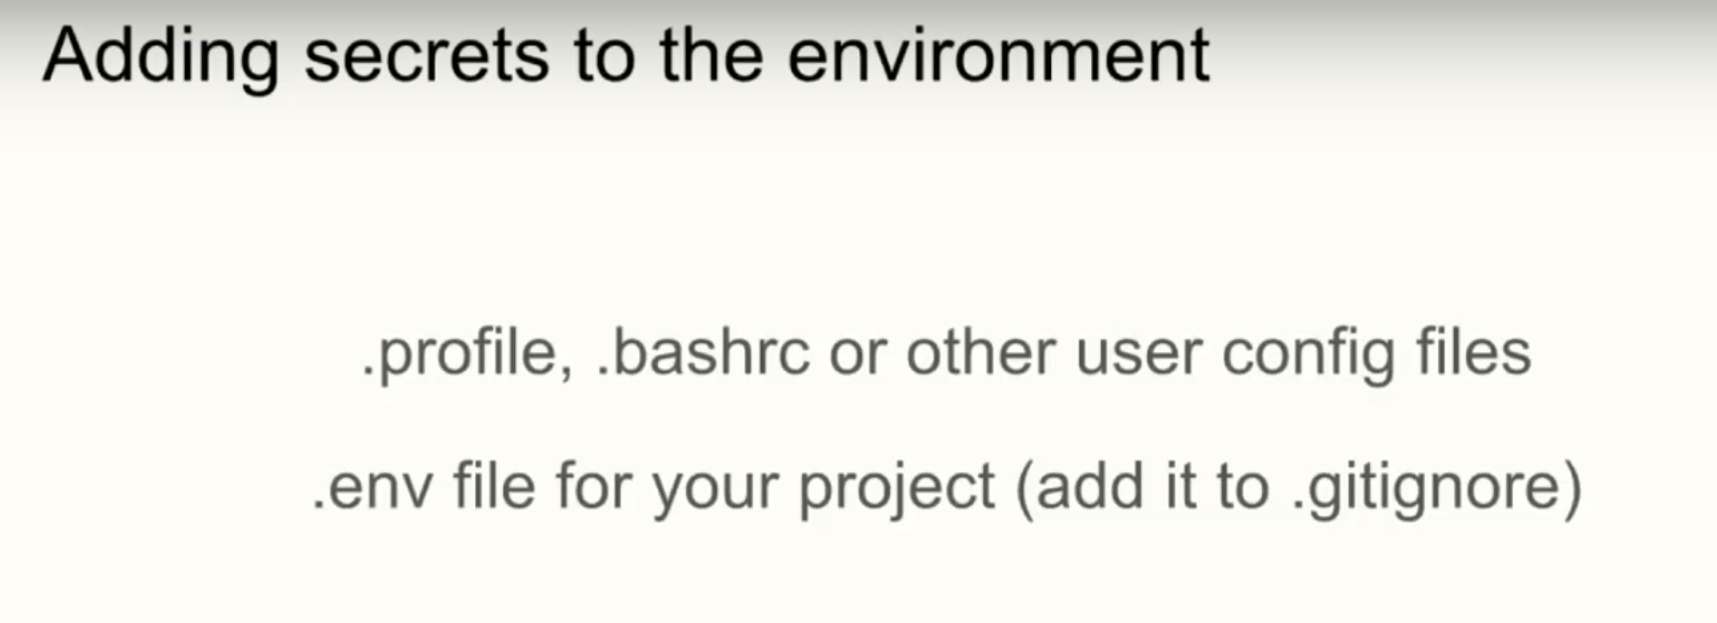 Adding secrets to the environment
.profile, .bashrc or other user config files
.env file for your project (add it to .gitignore)